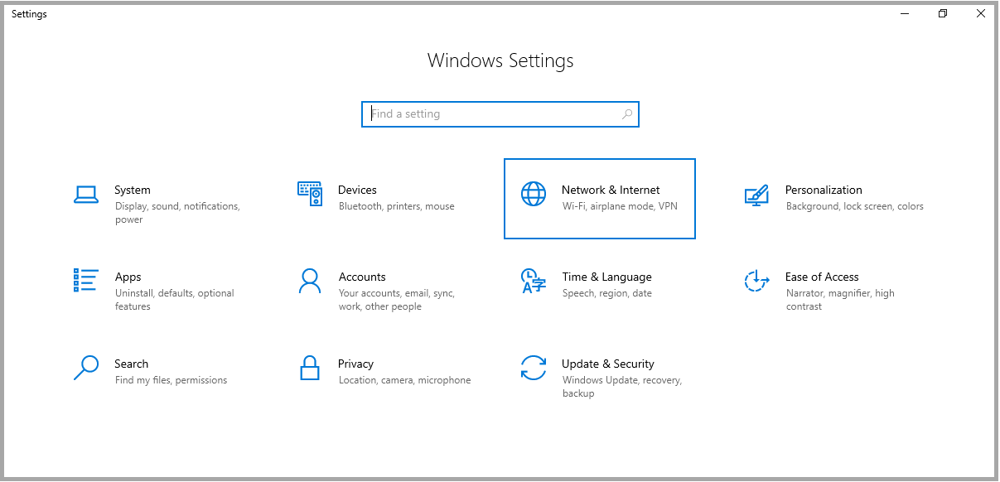 Settings
Windows Settings
Find a setting
System
Display, sound, notifications,
power
Devices
Bluetooth, printers, mouse
Network & Internet
Wi-Fi, airplane mode, VPN
Personalization
Background, lock screen, colors
Apps
Uninstall, defaults, optional
features
Accounts
Your accounts, email, sync,
work, other people
Time & Language
Speech, region, date
Ease of Access
Narrator, magnifier, high
contrast
Search
Find my files, permissions
Privacy
Location, camera, microphone
Update & Security
Windows Update, recovery,
backup